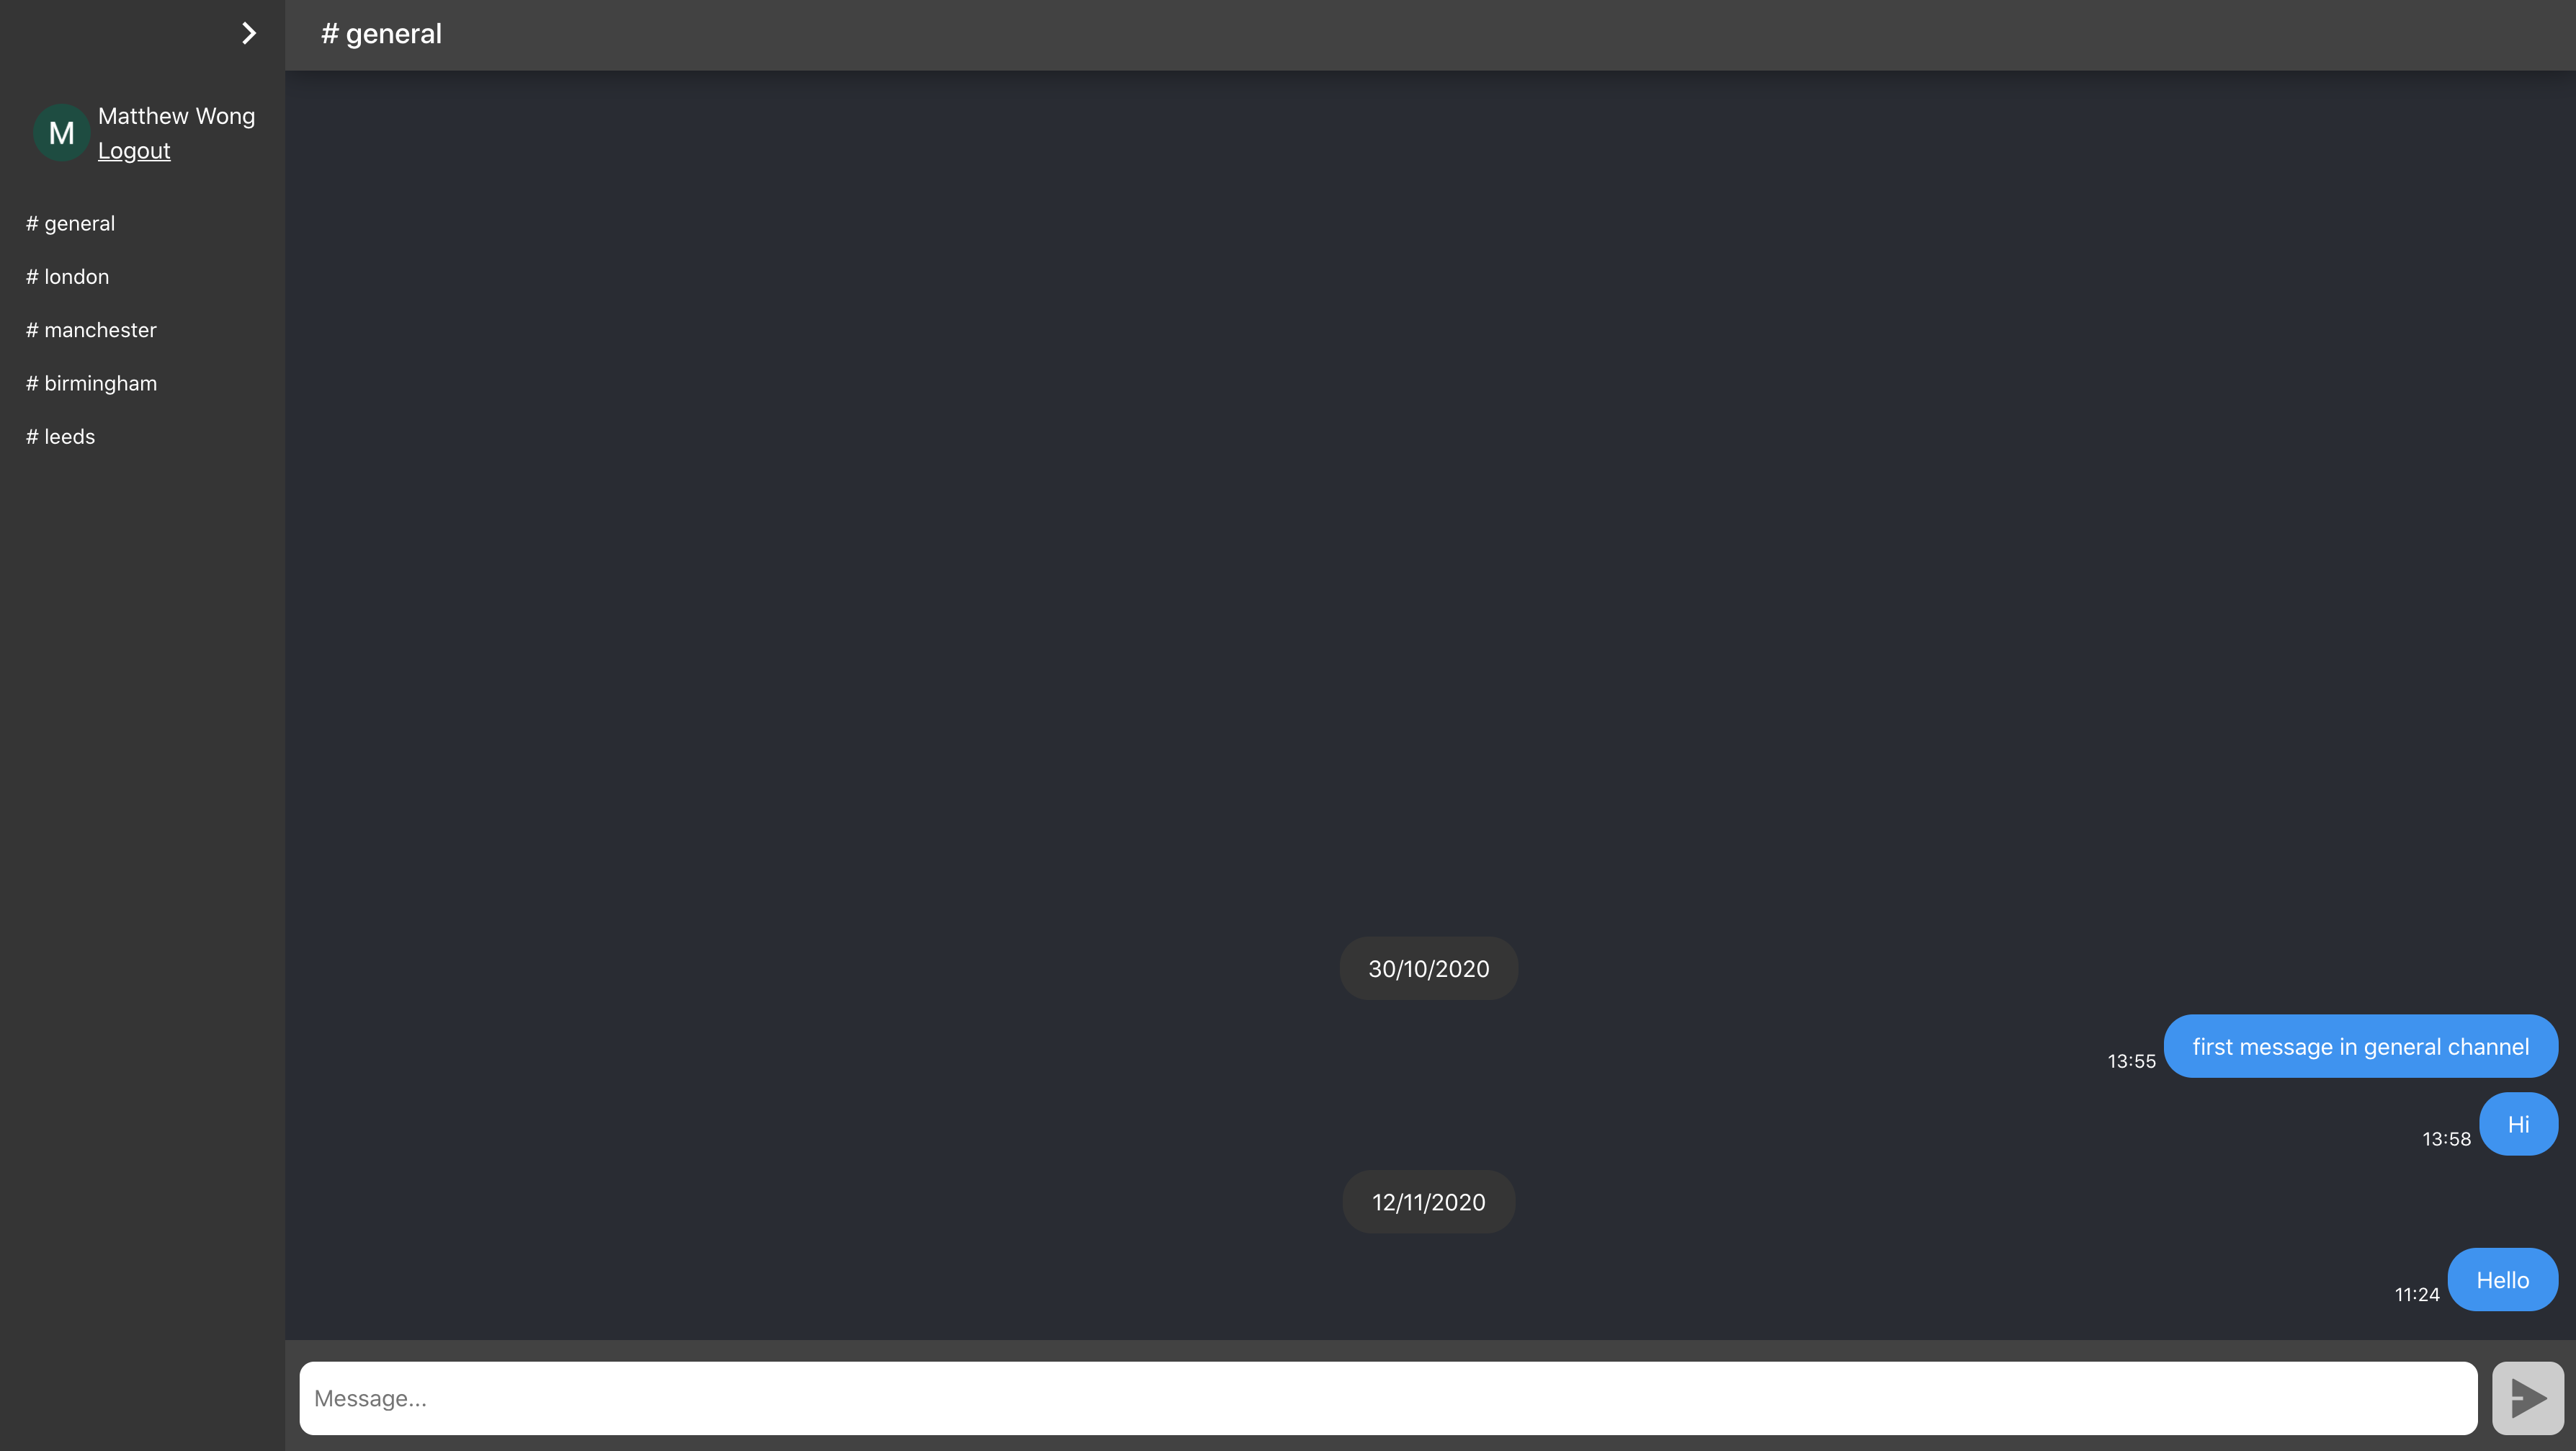 # general
M
Matthew Wong
Logout
# general
# london
# manchester
# birmingham
# leeds
30/10/2020
13:55 first message in general channel
13:58 Hi
12/11/2020
11:24 Hello
Message...